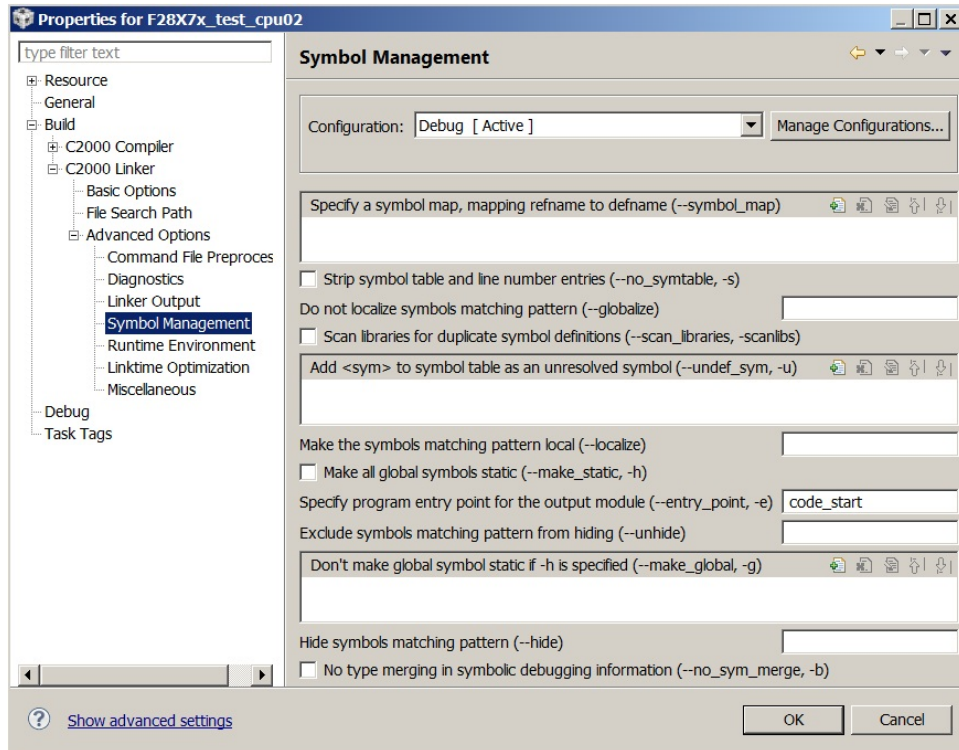 Properties for F28X7x_test_cpu02
type filter text
Resource
General
Build
C2000 Compiler
C2000 Linker
Basic Options
File Search Path
Advanced Options
Command File Preproces
Diagnostics
Linker Output
Symbol Management
Runtime Environment
Linktime Optimization
Miscellaneous
Debug
Task Tags
Symbol Management
Configuration: Debug [ Active ] Manage Configurations...
Specify a symbol map, mapping refname to defname (--symbol_map)
Strip symbol table and line number entries (--no_symtable, -s)
Do not localize symbols matching pattern (--globalize)
Scan libraries for duplicate symbol definitions (--scan_libraries, -scanlibs)
Add <sym> to symbol table as an unresolved symbol (--undef_sym, -u)
Make the symbols matching pattern local (--localize)
Make all global symbols static (--make_static, -h)
Specify program entry point for the output module (--entry_point, -e) code_start
Exclude symbols matching pattern from hiding (--unhide)
Don't make global symbol static if -h is specified (--make_global, -g)
Hide symbols matching pattern (--hide)
No type merging in symbolic debugging information (--no_sym_merge, -b)
Show advanced settings
OK Cancel